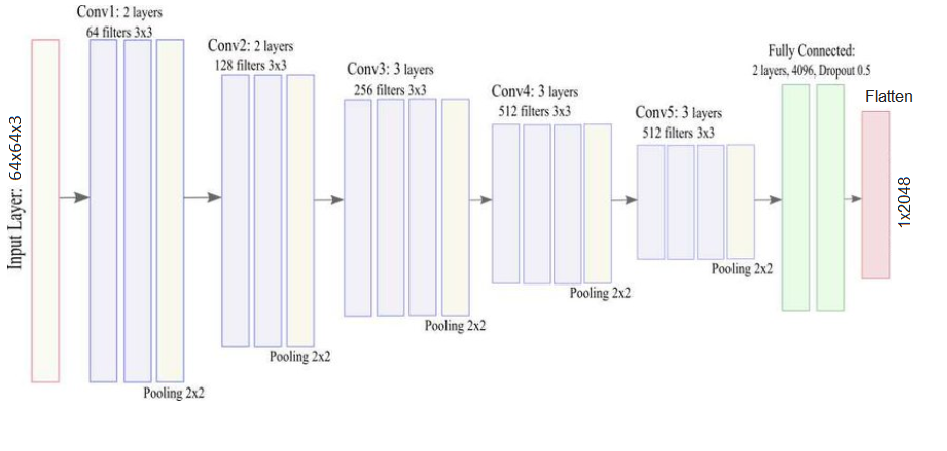 Input Layer: 64x64x3
Conv1: 2 layers
64 filters 3x3
Pooling 2x2
Conv2: 2 layers
128 filters 3x3
Pooling 2x2
Conv3: 3 layers
256 filters 3x3
Pooling 2x2
Conv4: 3 layers
512 filters 3x3
Pooling 2x2
Conv5: 3 layers
512 filters 3x3
Pooling 2x2
Fully Connected:
2 layers, 4096, Dropout 0.5
Flatten
1x2048